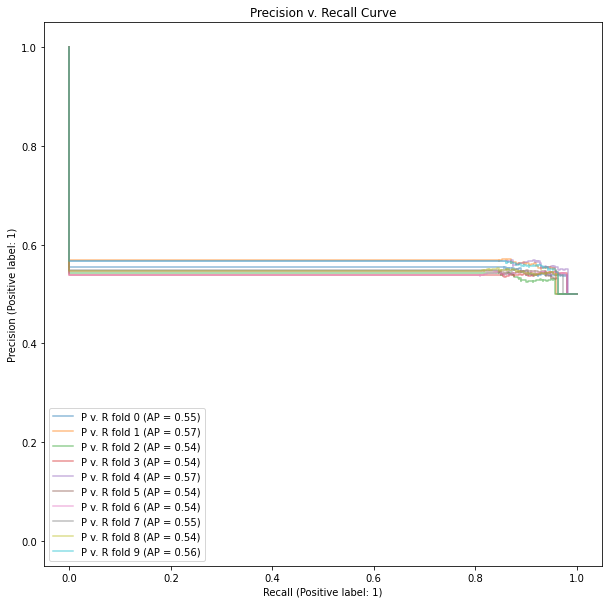 Precision v. Recall Curve
Precision (Positive label: 1)
1.0
0.8
0.6
0.4
0.2
0.0
P v. R fold 0 (AP = 0.55)
P v. R fold 1 (AP = 0.57)
P v. R fold 2 (AP = 0.54)
P v. R fold 3 (AP = 0.54)
P v. R fold 4 (AP = 0.57)
P v. R fold 5 (AP = 0.54)
P v. R fold 6 (AP = 0.54)
P v. R fold 7 (AP = 0.55)
P v. R fold 8 (AP = 0.54)
P v. R fold 9 (AP = 0.56)
0.0 0.2 0.4 0.6 0.8 1.0
Recall (Positive label: 1)